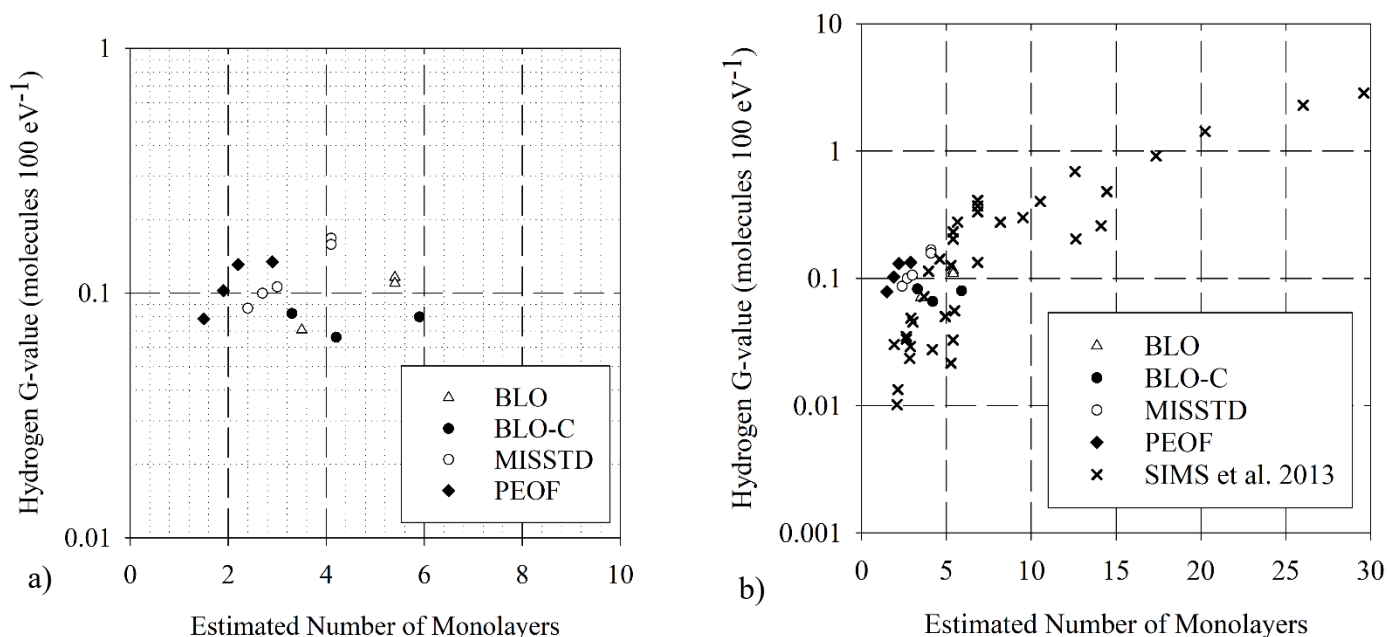 Hydrogen G-value (molecules 100 eV-1)
1
0.1
0.01
0 2 4 6 8 10
BLO
BLO-C
MISSTD
PEOF
a)
Estimated Number of Monolayers
Hydrogen G-value (molecules 100 eV-1)
10
1
0.1
0.01
0.001
0 5 10 15 20 25 30
BLO
BLO-C
MISSTD
PEOF
SIMS et al. 2013
b)
Estimated Number of Monolayers